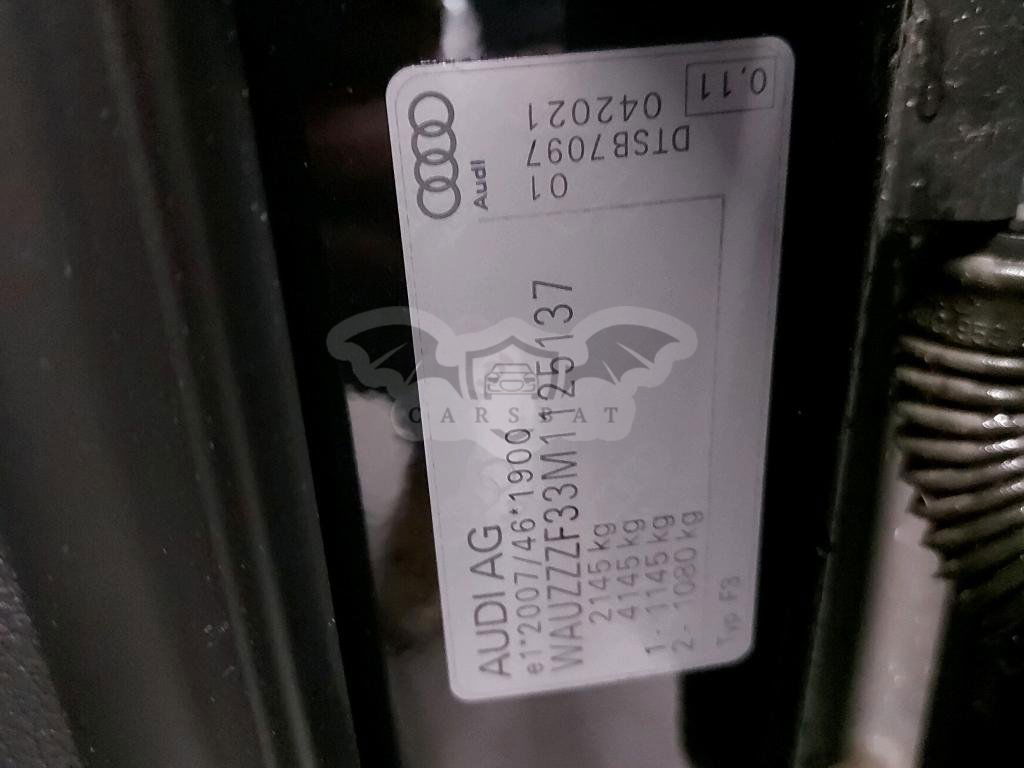 AUDI AG
e1*2007/46*1900
WAUZZZF33M1125137
2145 kg
4145 kg
1 - 1145 kg
2 - 1080 kg
Typ F3
Audi
01
DTSB7097
042021
0,11
CARSBAT